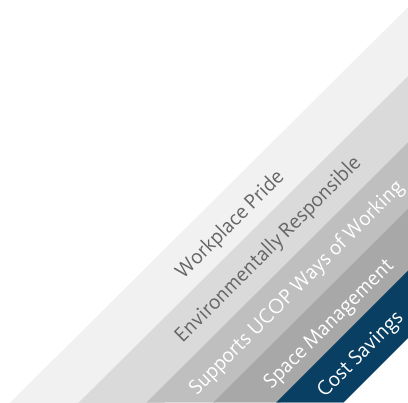 Workplace Pride
Environmentally Responsible
Supports UCOP Ways of Working
Space Management
Cost Savings